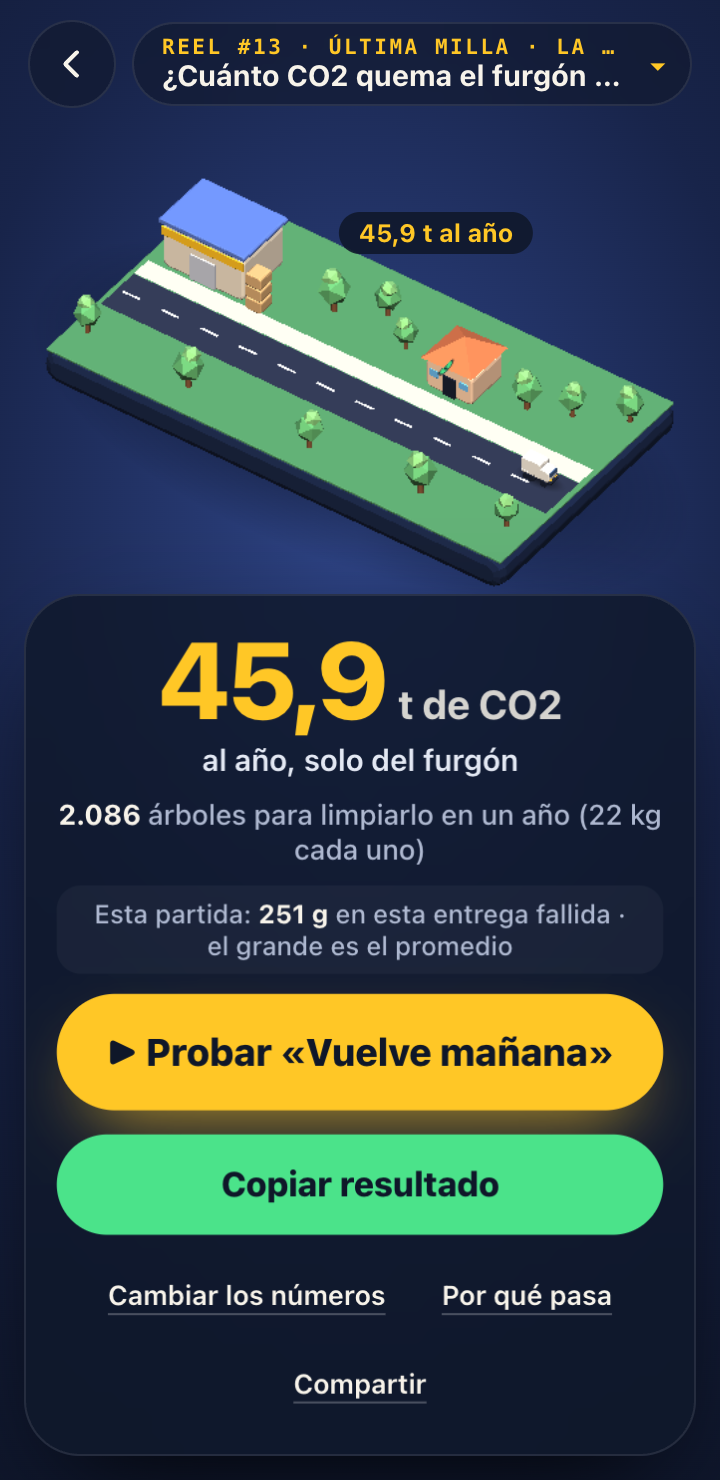 REEL #13 · ÚLTIMA MILLA · LA …
¿Cuánto CO2 quema el furgón ...
45,9 t al año
45,9 t de CO2
al año, solo del furgón
2.086 árboles para limpiarlo en un año (22 kg
cada uno)
Esta partida: 251 g en esta entrega fallida ·
el grande es el promedio
Probar «Vuelve mañana»
Copiar resultado
Cambiar los números
Por qué pasa
Compartir